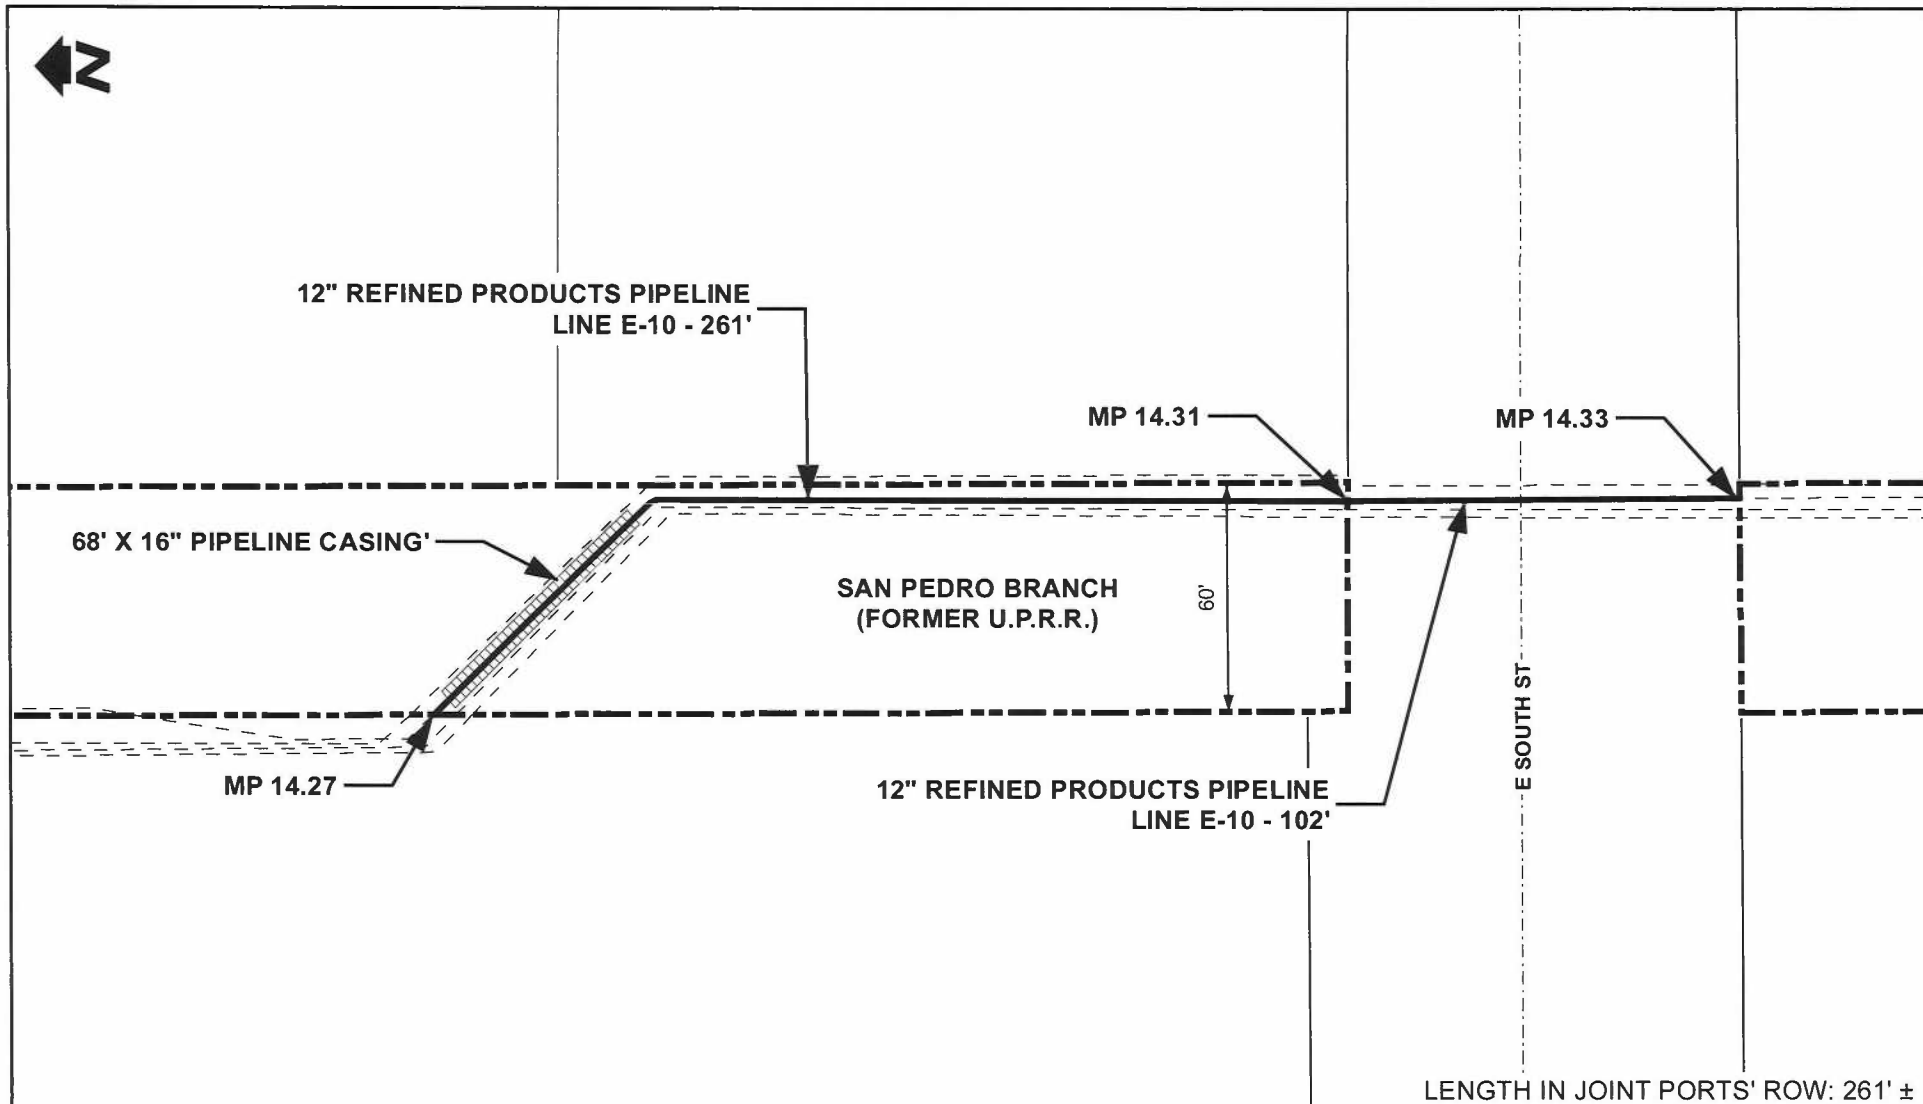 N
12" REFINED PRODUCTS PIPELINE
LINE E-10 - 261'
MP 14.31
MP 14.33
68' X 16" PIPELINE CASING'
SAN PEDRO BRANCH
(FORMER U.P.R.R.)
60'
E SOUTH ST
MP 14.27
12" REFINED PRODUCTS PIPELINE
LINE E-10 - 102'
LENGTH IN JOINT PORTS' ROW: 261' ±